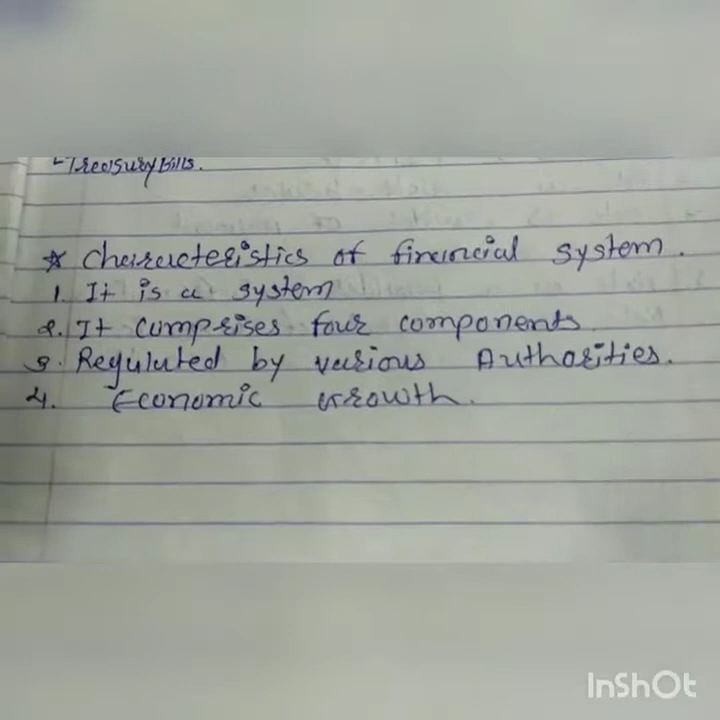 -Treasury Bills.
* Characteristics of financial system.
1. It is a system
2. It comprises four components
3. Regulated by various Authorities.
4. Economic Growth.
InShOt